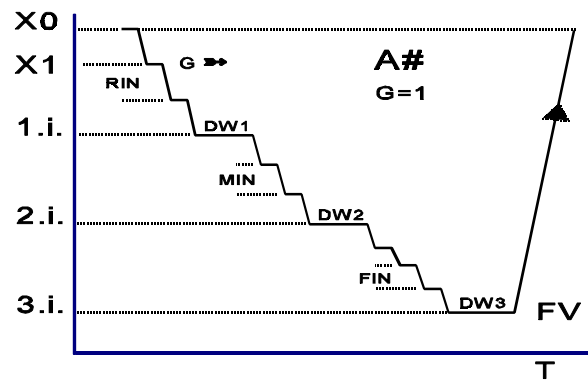 X0
X1
G
A#
G=1
RIN
1.i.
DW1
MIN
2.i.
DW2
FIN
3.i.
DW3
FV
T